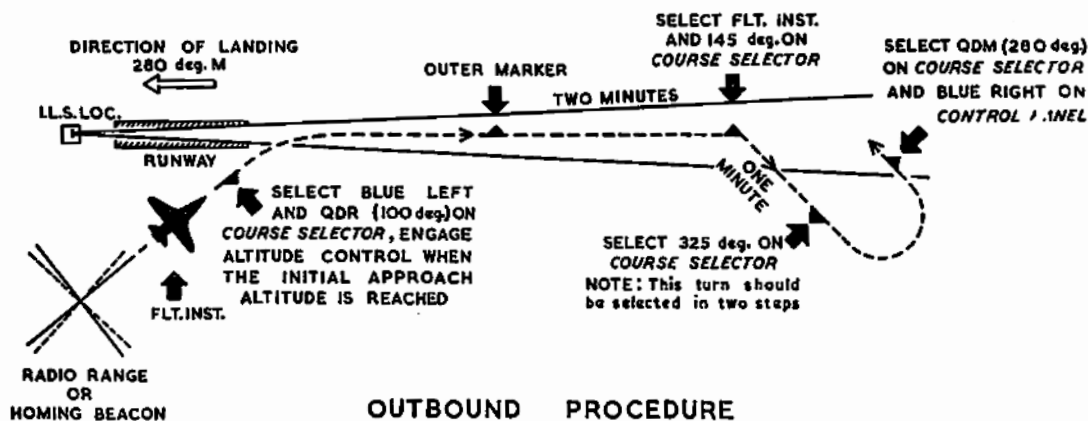 DIRECTION OF LANDING
280 deg. M
I.L.S. LOC.
RUNWAY
OUTER MARKER
TWO MINUTES
SELECT FLT. INST.
AND 145 deg. ON
COURSE SELECTOR
SELECT QDM (280 deg)
ON COURSE SELECTOR
AND BLUE RIGHT ON
CONTROL
ONE
MINUTE
SELECT BLUE LEFT
AND QDR (100 deg.) ON
COURSE SELECTOR, ENGAGE
ALTITUDE CONTROL WHEN
THE INITIAL APPROACH
ALTITUDE IS REACHED
SELECT 325 deg. ON
COURSE SELECTOR
NOTE: This turn should
be selected in two steps
FLT. INST.
RADIO RANGE
OR
HOMING BEACON
OUTBOUND PROCEDURE